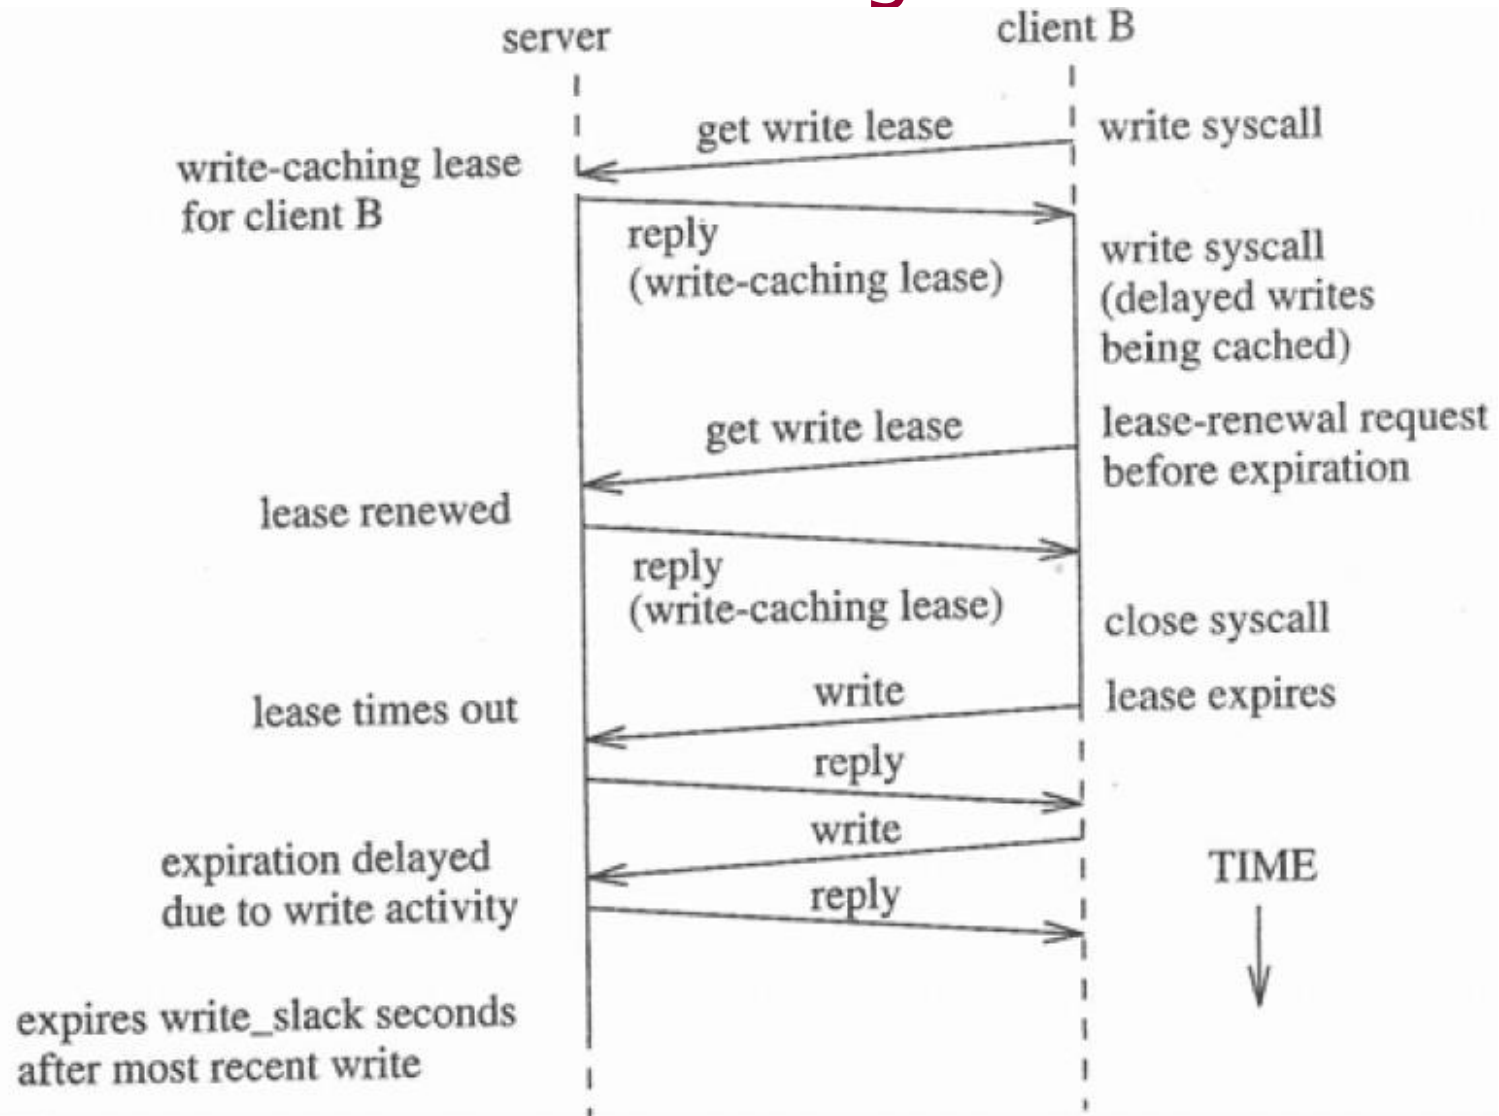 server
client B
get write lease
write syscall
write-caching lease
for client B
reply
(write-caching lease)
write syscall
(delayed writes
being cached)
get write lease
lease-renewal request
before expiration
lease renewed
reply
(write-caching lease)
close syscall
write
lease expires
lease times out
reply
write
expiration delayed
due to write activity
reply
TIME
expires write_slack seconds
after most recent write